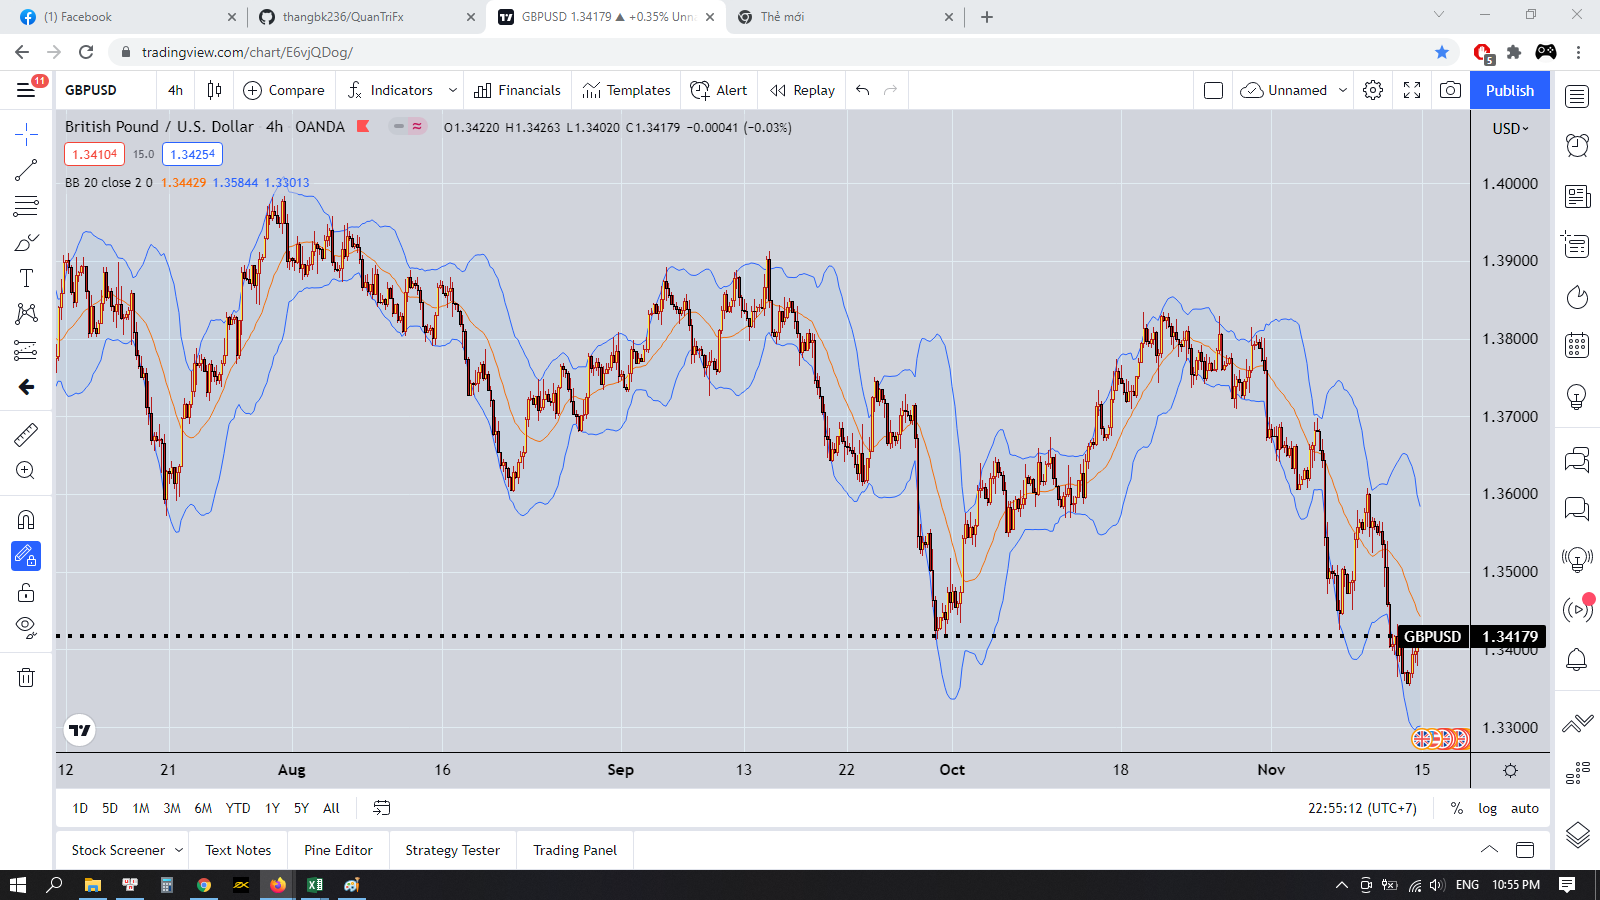 (1) Facebook
thangbk236/QuanTriFx
GBPUSD 1.34179 ▲ +0.35% Unn
Thẻ mới
tradingview.com/chart/E6vjQDog/
5
11
GBPUSD
4h
Compare
Indicators
Financials
Templates
Alert
Replay
Unnamed
Publish
British Pound / U.S. Dollar 4h OANDA
O1.34220 H1.34263 L1.34020 C1.34179 −0.00041 (−0.03%)
USD
1.34104 15.0 1.34254
BB 20 close 2 0 1.34429 1.35844 1.33013
1.40000
1.39000
1.38000
1.37000
1.36000
1.35000
GBPUSD 1.34179
1.34000
1.33000
12 21 Aug 16 Sep 13 22 Oct 18 Nov 15
1D 5D 1M 3M 6M YTD 1Y 5Y All
22:55:12 (UTC+7) % log auto
Stock Screener Text Notes Pine Editor Strategy Tester Trading Panel
ENG 10:55 PM